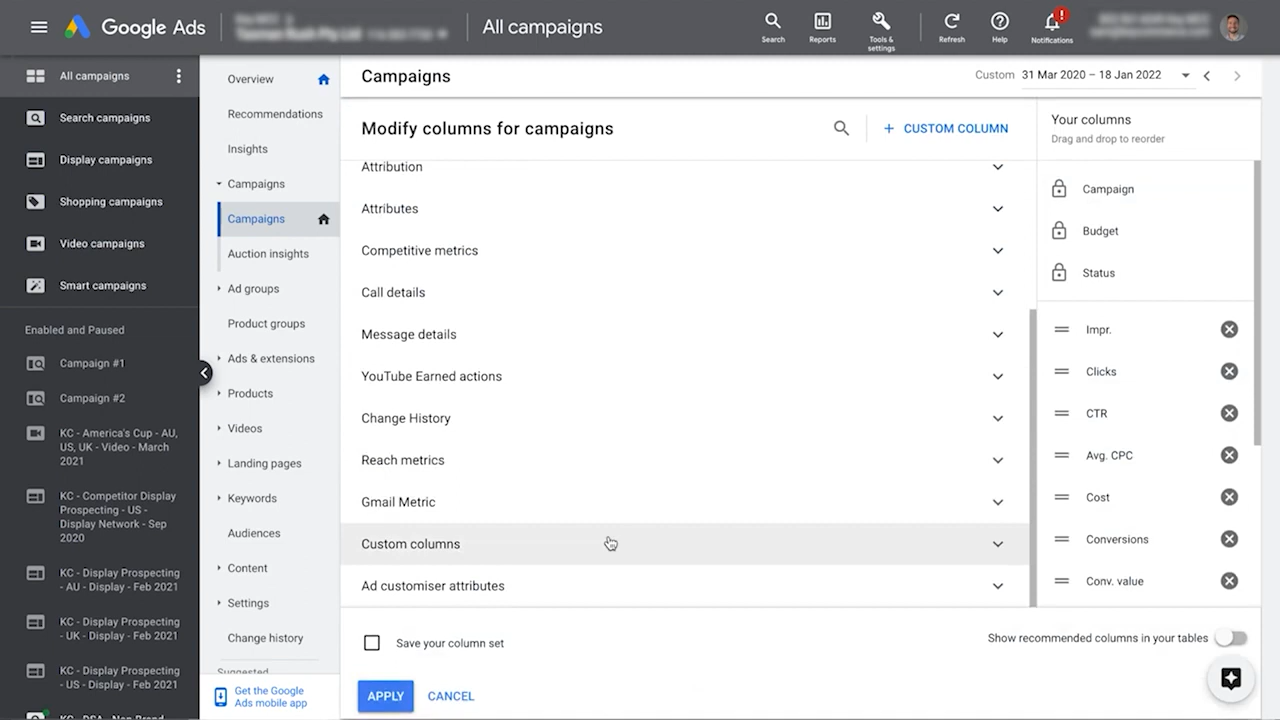 Google Ads
All campaigns
Search
Reports
Tools &
settings
Refresh
Help
!
Notifications
All campaigns
Search campaigns
Display campaigns
Shopping campaigns
Video campaigns
Smart campaigns
Enabled and Paused
Campaign #1
Campaign #2
KC - America's Cup - AU,
US, UK - Video - March
2021
KC - Competitor Display
Prospecting - US -
Display Network - Sep
2020
KC - Display Prospecting
- AU - Display - Feb 2021
KC - Display Prospecting
- UK - Display - Feb 2021
KC - Display Prospecting
- US - Display - Feb 2021
KC - DSA - Non Brand
Overview
Recommendations
Insights
Campaigns
Campaigns
Auction insights
Ad groups
Product groups
Ads & extensions
Products
Videos
Landing pages
Keywords
Audiences
Content
Settings
Change history
Suggested
Get the Google
Ads mobile app
Campaigns
Custom 31 Mar 2020 – 18 Jan 2022
Modify columns for campaigns
+ CUSTOM COLUMN
Attribution
Attributes
Competitive metrics
Call details
Message details
YouTube Earned actions
Change History
Reach metrics
Gmail Metric
Custom columns
Ad customiser attributes
Save your column set
APPLY
CANCEL
Your columns
Drag and drop to reorder
Campaign
Budget
Status
Impr.
Clicks
CTR
Avg. CPC
Cost
Conversions
Conv. value
Show recommended columns in your tables